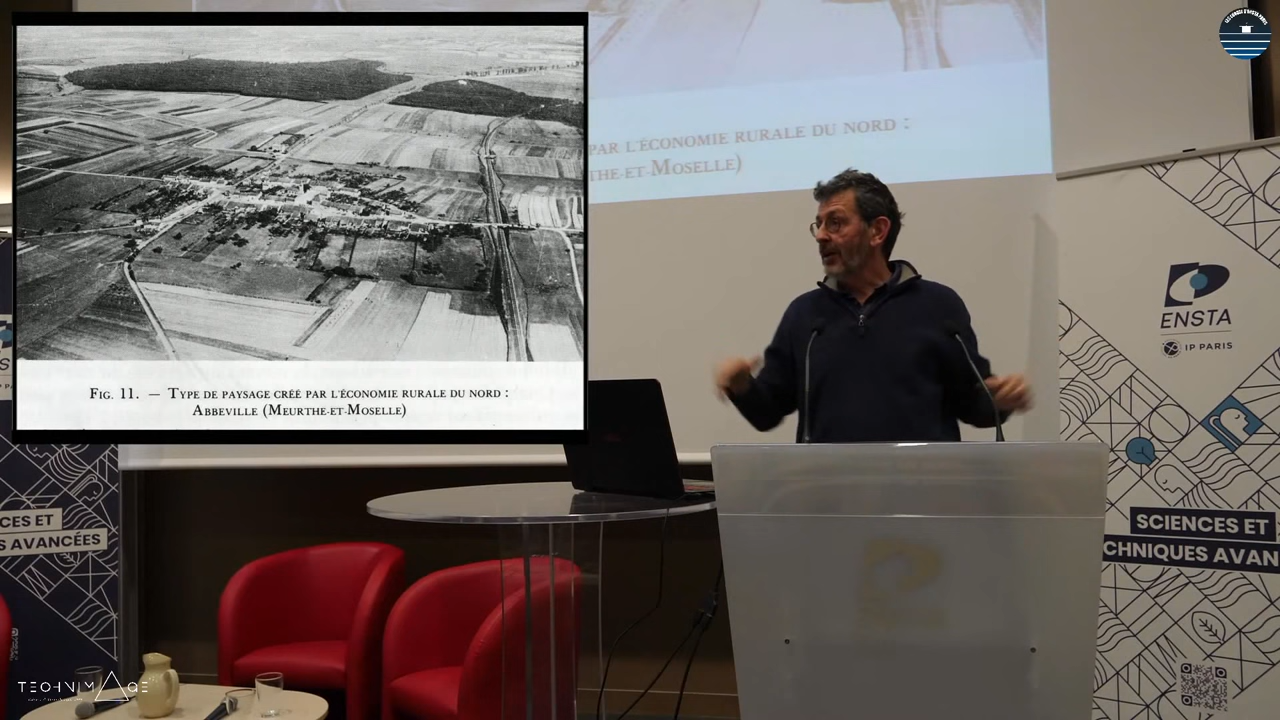 Fig. 11. — Type de paysage créé par l'économie rurale du nord :
Abbeville (Meurthe-et-Moselle)
PAR L'ÉCONOMIE RURALE DU NORD :
THE-ET-MOSELLE)
ENSTA
IP PARIS
SCIENCES ET
CHNIQUES AVAN
CES ET
S AVANCÉES
TECHNIMAGE